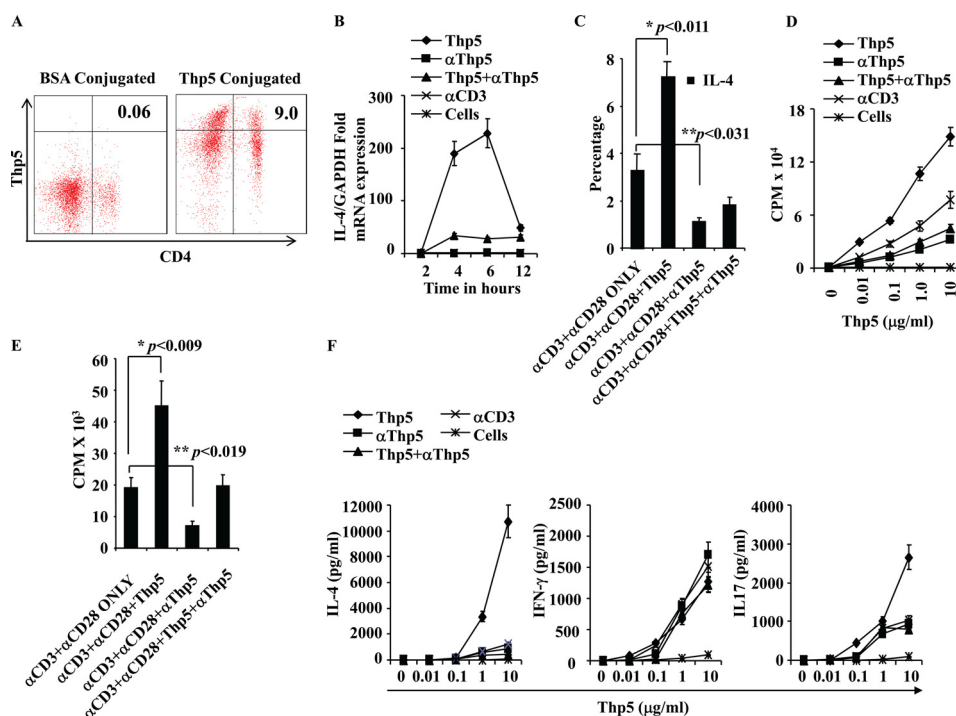 A
BSA Conjugated
Thp5 Conjugated
0.06
9.0
Thp5
CD4
B
Thp5
αThp5
Thp5+αThp5
αCD3
Cells
IL-4/GAPDH Fold
mRNA expression
300
200
100
0
2 4 6 12
Time in hours
C
* p<0.011
IL-4
**p<0.031
Percentage
8
6
4
2
0
αCD3+αCD28 ONLY
αCD3+αCD28+Thp5
αCD3+αCD28+αThp5
αCD3+αCD28+Thp5+αThp5
D
Thp5
αThp5
Thp5+αThp5
αCD3
Cells
CPM x 10⁴
18
12
6
0
0 0.01 0.1 1.0 10
Thp5 (μg/ml)
E
* p<0.009
** p<0.019
CPM X 10³
60
50
40
30
20
10
0
αCD3+αCD28 ONLY
αCD3+αCD28+Thp5
αCD3+αCD28+αThp5
αCD3+αCD28+Thp5+αThp5
F
Thp5
αThp5
Thp5+αThp5
αCD3
Cells
IL-4
(pg/ml)
12000
10000
8000
6000
4000
2000
0
0 0.01 0.1 1 10
IFN-γ (pg/ml)
2500
2000
1500
1000
500
0
0 0.01 0.1 1 10
IL17 (pg/ml)
4000
3000
2000
1000
0
0 0.01 0.1 1 10
Thp5 (μg/ml)